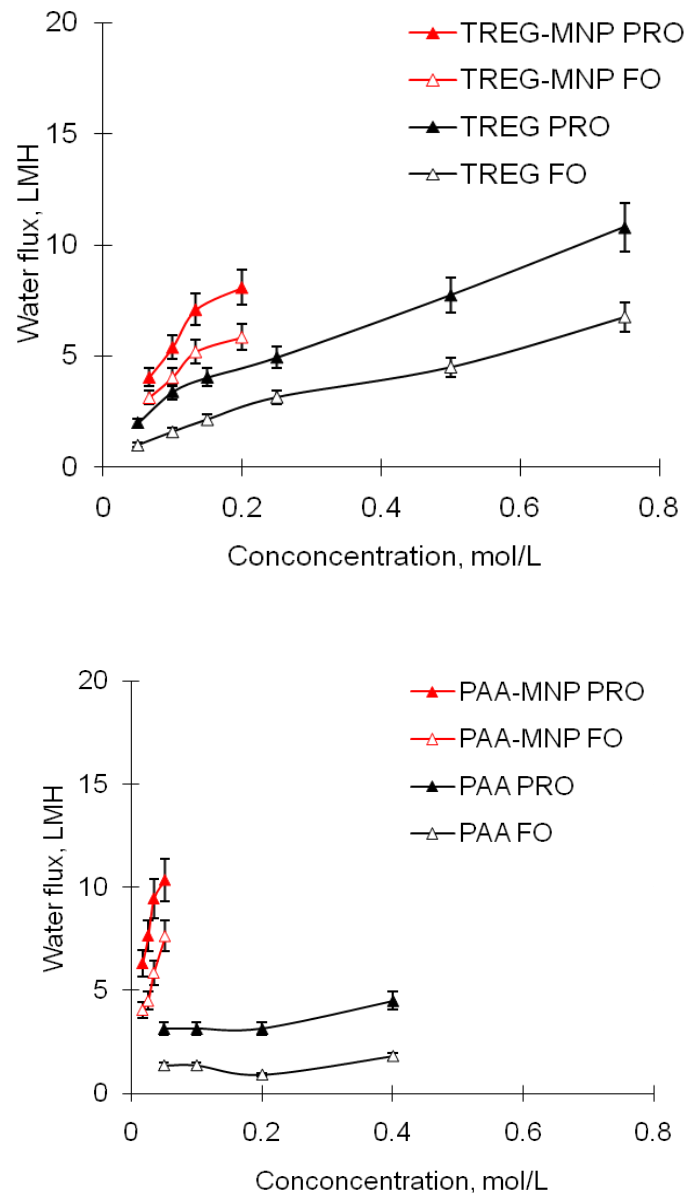 20
15
10
5
0
Water flux, LMH
TREG-MNP PRO
TREG-MNP FO
TREG PRO
TREG FO
0 0.2 0.4 0.6 0.8
Conconcentration, mol/L
20
15
10
5
0
Water flux, LMH
PAA-MNP PRO
PAA-MNP FO
PAA PRO
PAA FO
0 0.2 0.4 0.6 0.8
Conconcentration, mol/L